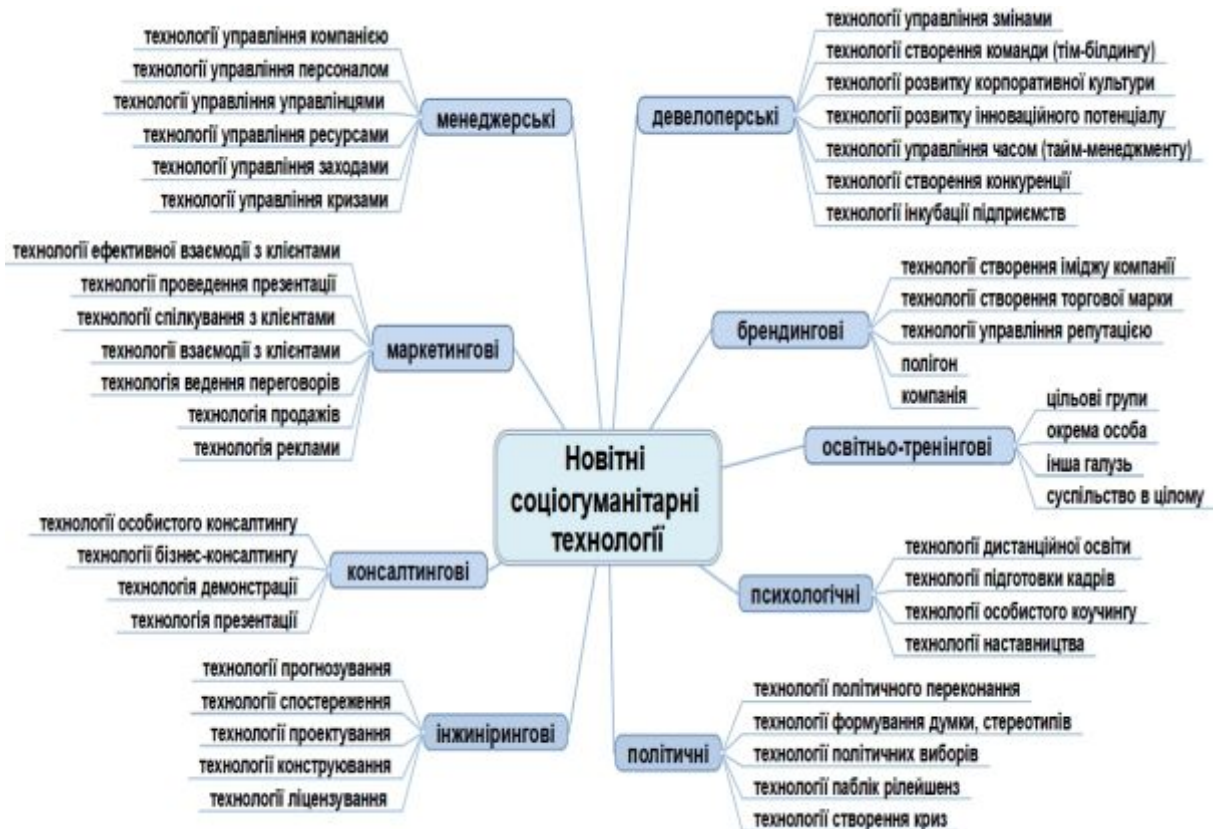 технології управління компанією
технології управління персоналом
технології управління управлінцями
технології управління ресурсами
технології управління заходами
технології управління кризами
менеджерські
технології ефективної взаємодії з клієнтами
технології проведення презентації
технології спілкування з клієнтами
технології взаємодії з клієнтами
технологія ведення переговорів
технологія продажів
технологія реклами
маркетингові
технології особистого консалтингу
технології бізнес-консалтингу
технологія демонстрації
технологія презентації
консалтингові
технології прогнозування
технології спостереження
технології проектування
технології конструювання
технології ліцензування
інжинірингові
Новітні
соціогуманітарні
технології
девелоперські
технології управління змінами
технології створення команди (тім-білдингу)
технології розвитку корпоративної культури
технології розвитку інноваційного потенціалу
технології управління часом (тайм-менеджменту)
технології створення конкуренції
технології інкубації підприємств
брендингові
технології створення іміджу компанії
технології створення торгової марки
технології управління репутацією
полігон
компанія
освітньо-тренінгові
цільові групи
окрема особа
інша галузь
суспільство в цілому
психологічні
технології дистанційної освіти
технології підготовки кадрів
технології особистого коучингу
технології наставництва
політичні
технології політичного переконання
технології формування думки, стереотипів
технології політичних виборів
технології паблік рілейшенз
технології створення криз